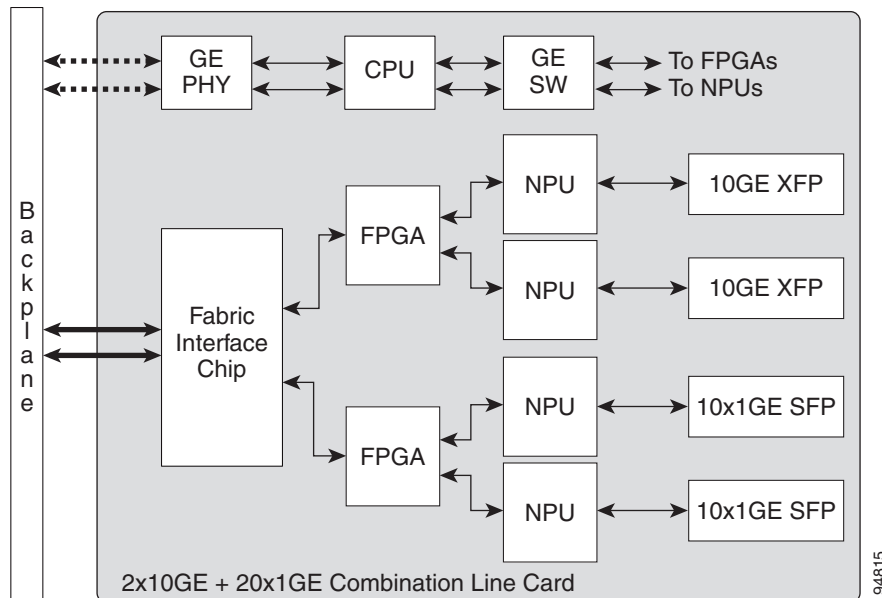 GE
PHY
CPU
GE
SW
To FPGAs
To NPUs
Backplane
Fabric
Interface
Chip
FPGA
NPU
10GE XFP
NPU
10GE XFP
FPGA
NPU
10x1GE SFP
NPU
10x1GE SFP
2x10GE + 20x1GE Combination Line Card
94815